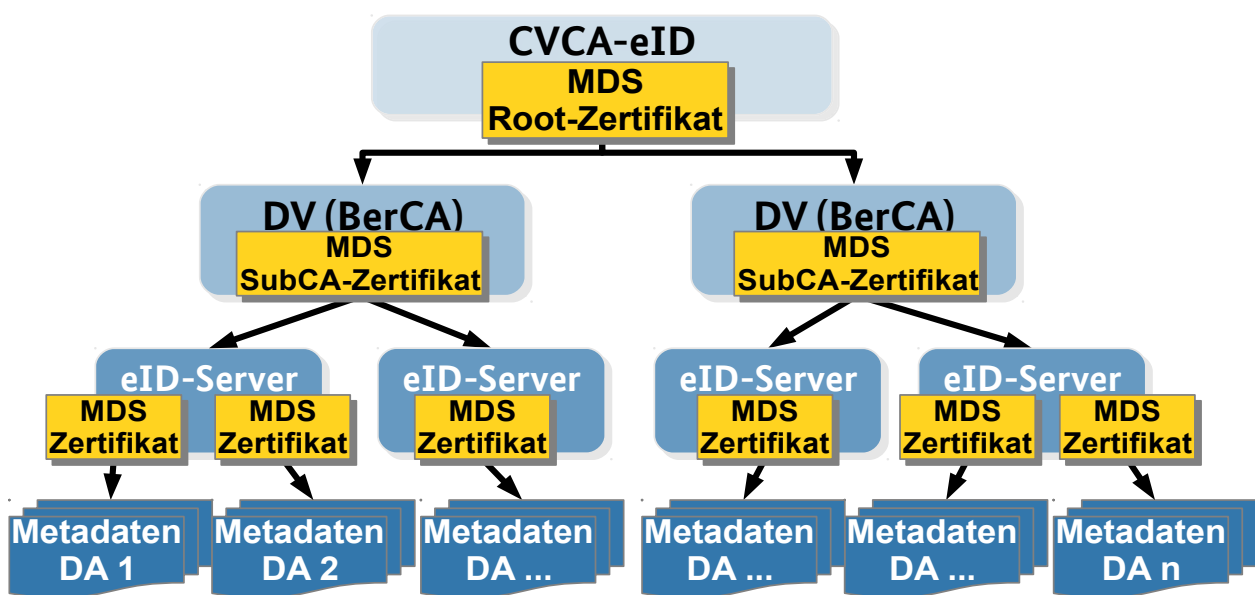 CVCA-eID
MDS
Root-Zertifikat
DV (BerCA)
MDS
SubCA-Zertifikat
DV (BerCA)
MDS
SubCA-Zertifikat
eID-Server
eID-Server
eID-Server
eID-Server
MDS
Zertifikat
MDS
Zertifikat
MDS
Zertifikat
MDS
Zertifikat
MDS
Zertifikat
MDS
Zertifikat
Metadaten
DA 1
Metadaten
DA 2
Metadaten
DA ...
Metadaten
DA ...
Metadaten
DA ...
Metadaten
DA n